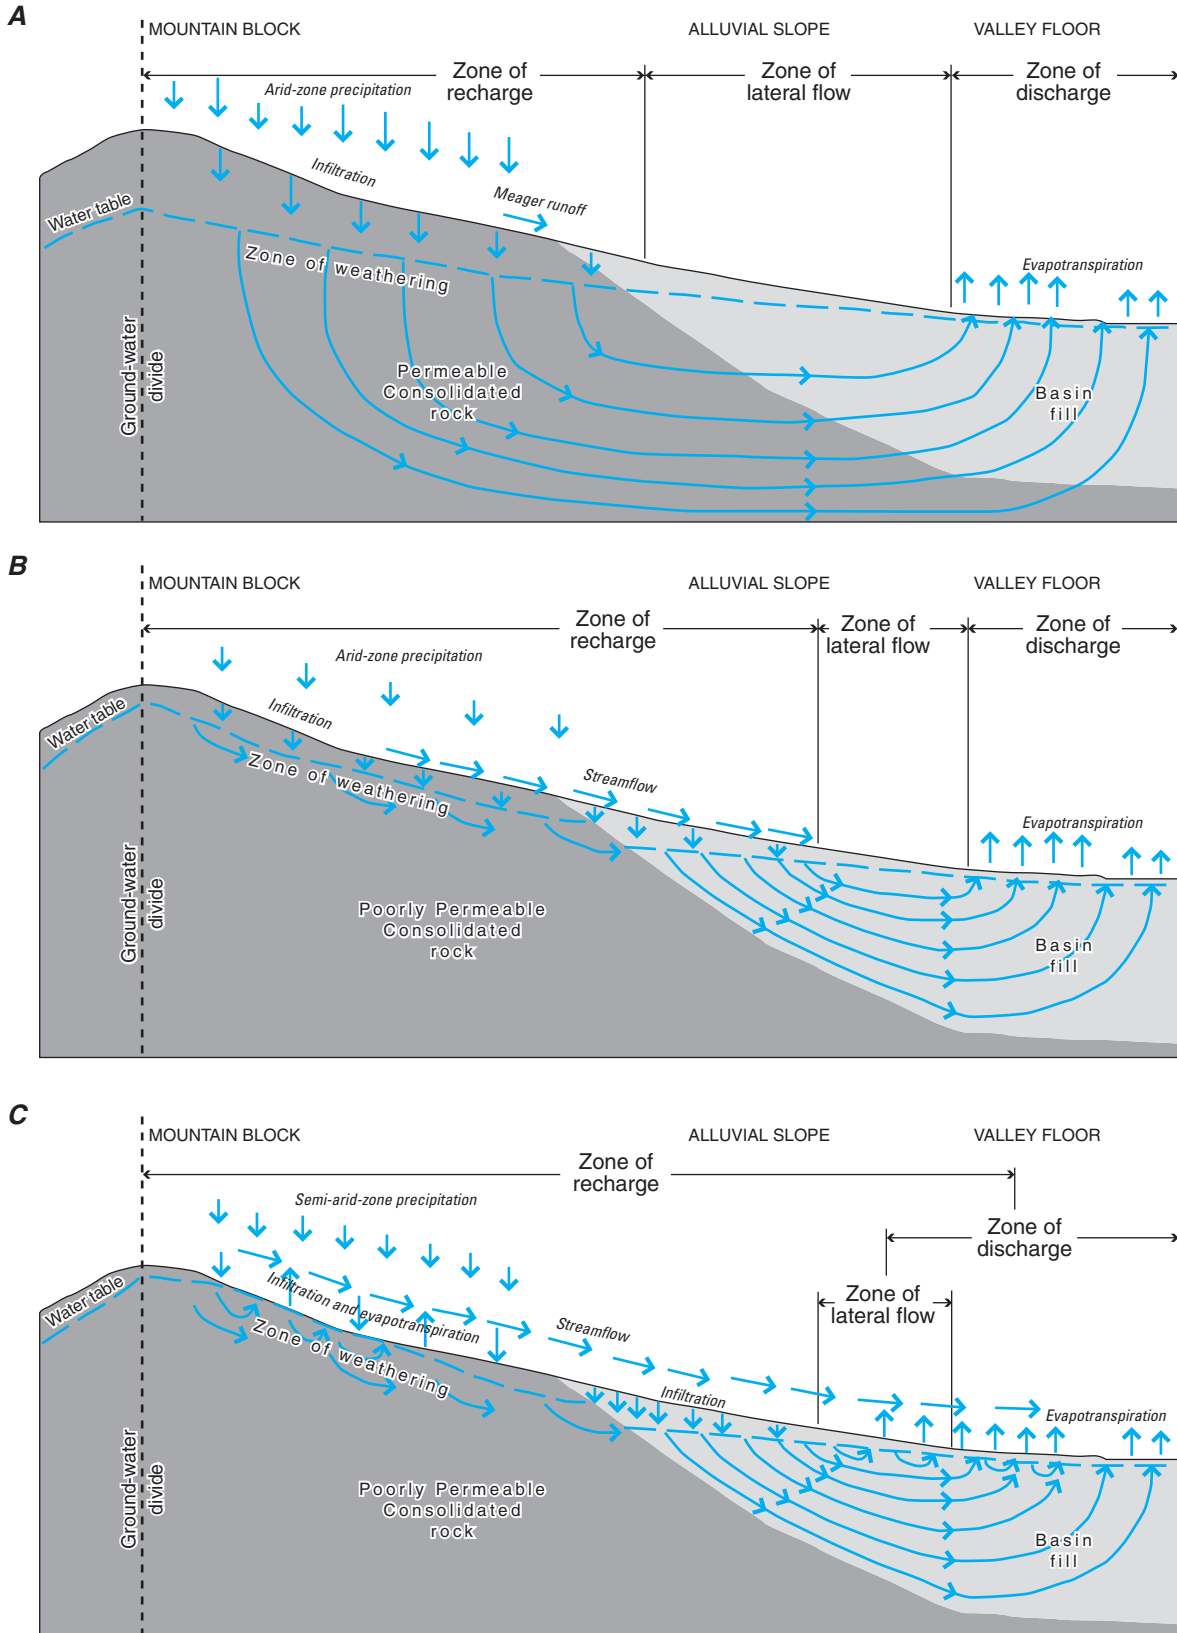 A
MOUNTAIN BLOCK
ALLUVIAL SLOPE
VALLEY FLOOR
Zone of
recharge
Zone of
lateral flow
Zone of
discharge
Arid-zone precipitation
Infiltration
Meager runoff
Water table
Zone of weathering
Evapotranspiration
Permeable
Consolidated
rock
Basin
fill
Ground-water
divide
B
MOUNTAIN BLOCK
ALLUVIAL SLOPE
VALLEY FLOOR
Zone of
recharge
Zone of
lateral flow
Zone of
discharge
Arid-zone precipitation
Infiltration
Water table
Zone of weathering
Streamflow
Evapotranspiration
Poorly Permeable
Consolidated
rock
Basin
fill
Ground-water
divide
C
MOUNTAIN BLOCK
ALLUVIAL SLOPE
VALLEY FLOOR
Zone of
recharge
Zone of
discharge
Zone of
lateral flow
Semi-arid-zone precipitation
Infiltration and evapotranspiration
Water table
Zone of weathering
Streamflow
Infiltration
Evapotranspiration
Poorly Permeable
Consolidated
rock
Basin
fill
Ground-water
divide